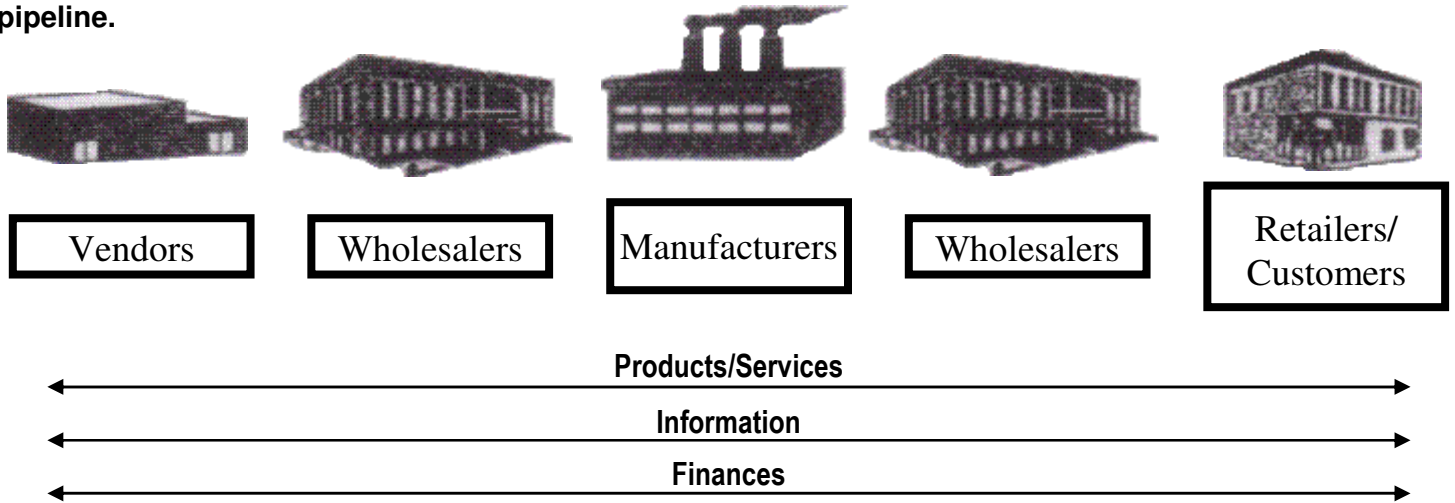 pipeline.
Vendors
Wholesalers
Manufacturers
Wholesalers
Retailers/
Customers
Products/Services
Information
Finances